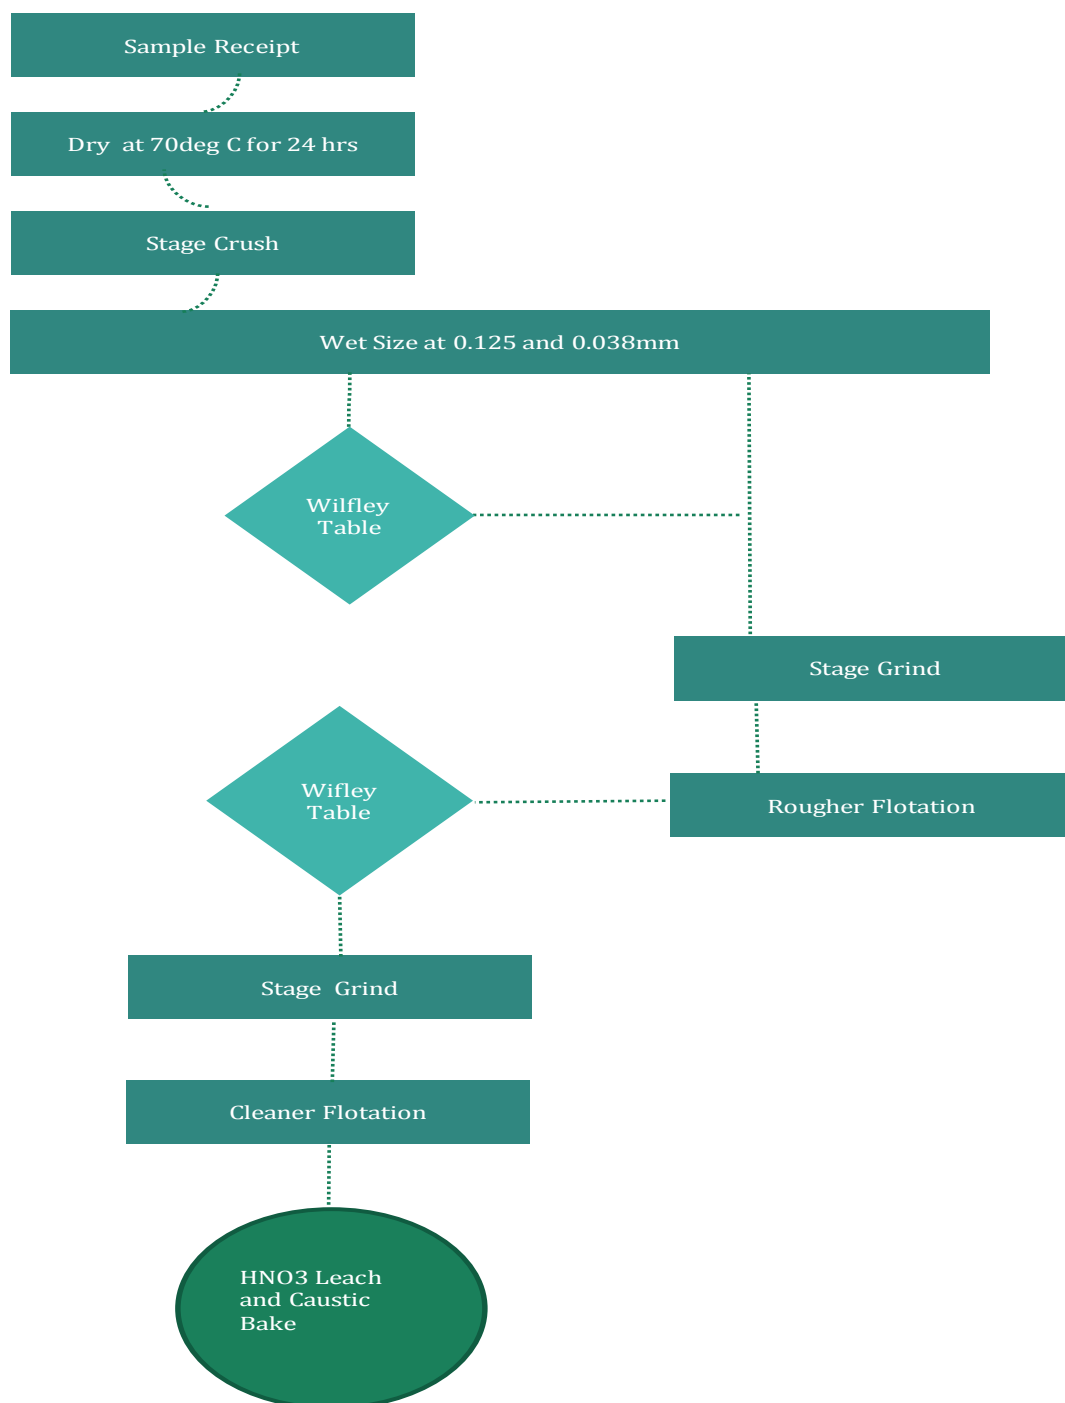 Sample Receipt
Dry at 70deg C for 24 hrs
Stage Crush
Wet Size at 0.125 and 0.038mm
Wilfley
Table
Stage Grind
Wifley
Table
Rougher Flotation
Stage Grind
Cleaner Flotation
HNO3 Leach
and Caustic
Bake